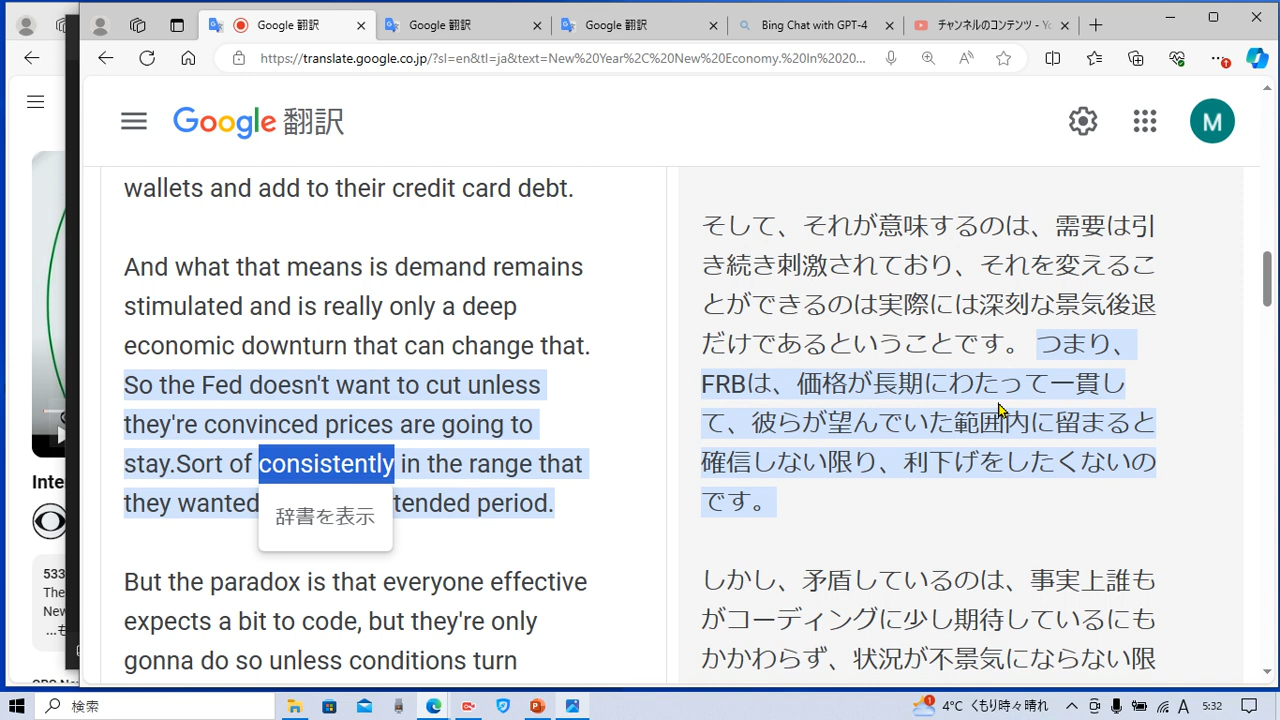 Google 翻訳
Google 翻訳
Google 翻訳
Bing Chat with GPT-4
チャンネルのコンテンツ - Yo
https://translate.google.co.jp/?sl=en&tl=ja&text=New%20Year%2C%20New%20Economy.%20In%2020...
Google 翻訳
M
wallets and add to their credit card debt.
And what that means is demand remains
stimulated and is really only a deep
economic downturn that can change that.
So the Fed doesn't want to cut unless
they're convinced prices are going to
stay.Sort of consistently in the range that
they wanted
tended period.
辞書を表示
But the paradox is that everyone effective
expects a bit to code, but they're only
gonna do so unless conditions turn
そして、それが意味するのは、需要は引
き続き刺激されており、それを変えるこ
とができるのは実際には深刻な景気後退
だけであるということです。 つまり、
FRBは、価格が長期にわたって一貫し
て、彼らが望んでいた範囲内に留まると
確信しない限り、利下げをしたくないの
です。
しかし、矛盾しているのは、事実上誰も
がコーディングに少し期待しているにも
かかわらず、状況が不景気にならない限
Inte
533
The
New
...も
検索
4°C くもり時々晴れ
A
5:32